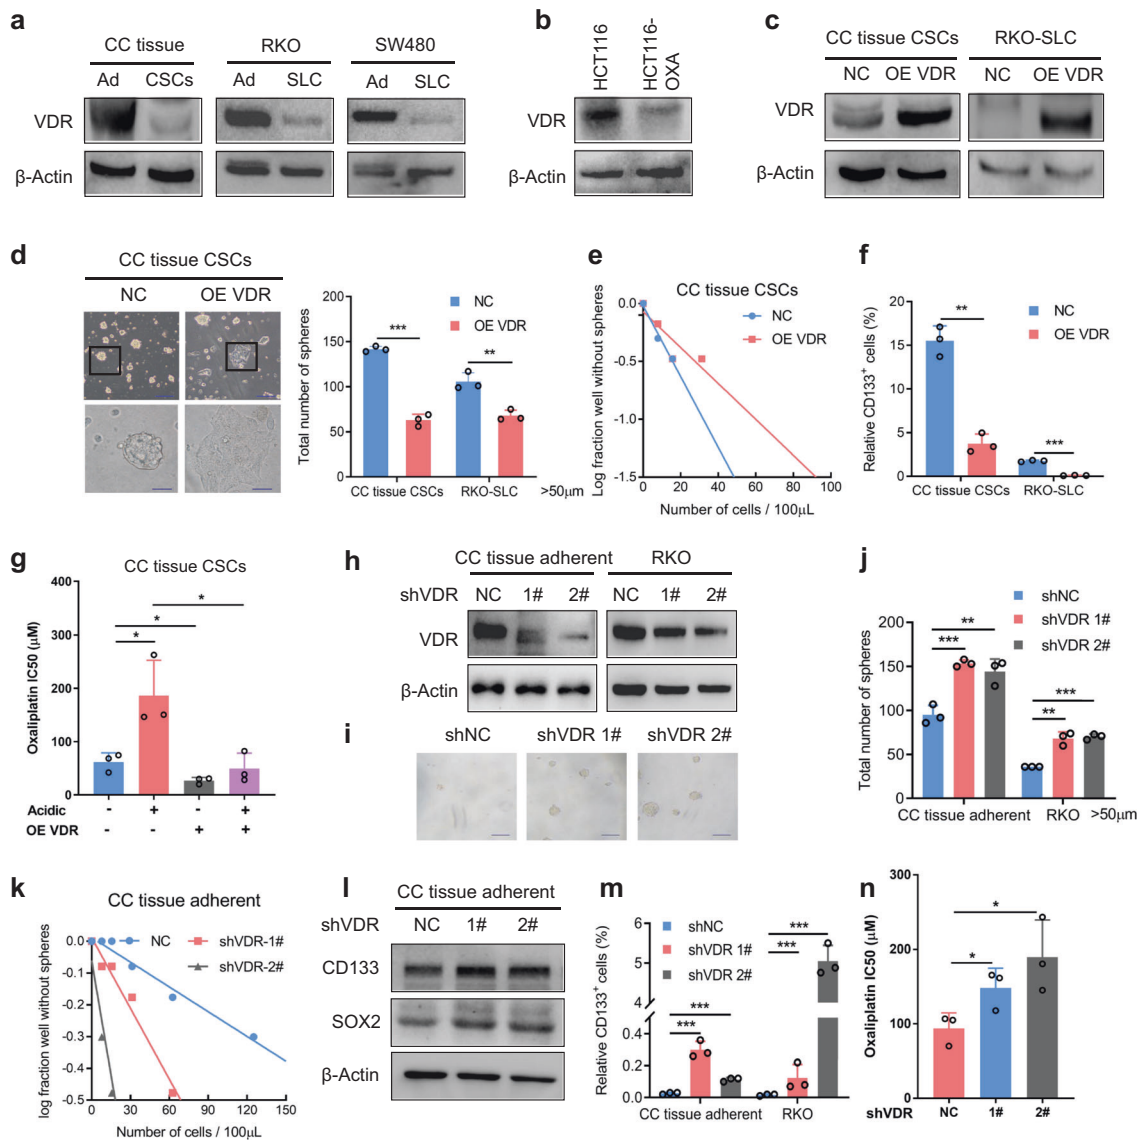 a
CC tissue
RKO
SW480
Ad CSCs
Ad SLC
Ad SLC
VDR
β-Actin
b
HCT116
HCT116-
OXA
VDR
β-Actin
c
CC tissue CSCs
RKO-SLC
NC OE VDR
NC OE VDR
VDR
β-Actin
d
CC tissue CSCs
NC OE VDR
Total number of spheres
200
150
100
50
0
NC
OE VDR
***
**
CC tissue CSCs
RKO-SLC
>50μm
e
CC tissue CSCs
NC
OE VDR
Log fraction well without spheres
0.0
-0.5
-1.0
-1.5
0 20 40 60 80 100
Number of cells / 100μL
f
Relative CD133+ cells (%)
20
15
10
5
0
NC
OE VDR
**
***
CC tissue CSCs
RKO-SLC
g
CC tissue CSCs
Oxaliplatin IC50 (μM)
400
300
200
100
0
*
*
*
Acidic - + - +
OE VDR - - + +
h
CC tissue adherent
RKO
shVDR NC 1# 2# NC 1# 2#
VDR
β-Actin
i
shNC
shVDR 1#
shVDR 2#
j
shNC
shVDR 1#
shVDR 2#
Total number of spheres
200
150
100
50
0
**
***
***
**
CC tissue adherent
RKO
>50μm
k
CC tissue adherent
NC
shVDR-1#
shVDR-2#
log fraction well without spheres
0.0
-0.1
-0.2
-0.3
-0.4
-0.5
0 30 60 90 120 150
Number of cells / 100μL
l
CC tissue adherent
shVDR NC 1# 2#
CD133
SOX2
β-Actin
m
shNC
shVDR 1#
shVDR 2#
Relative CD133+ cells (%)
6
5
4
0.4
0.2
0.0
***
***
***
***
CC tissue adherent
RKO
n
Oxaliplatin IC50 (μM)
300
200
100
0
*
*
shVDR NC 1# 2#